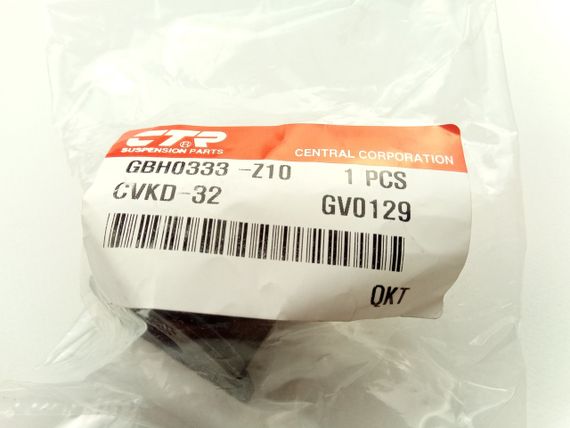 CTR ®
SUSPENSION PARTS
CENTRAL CORPORATION
GBH0333-Z10 1 PCS
CVKD-32 GV0129
QKT